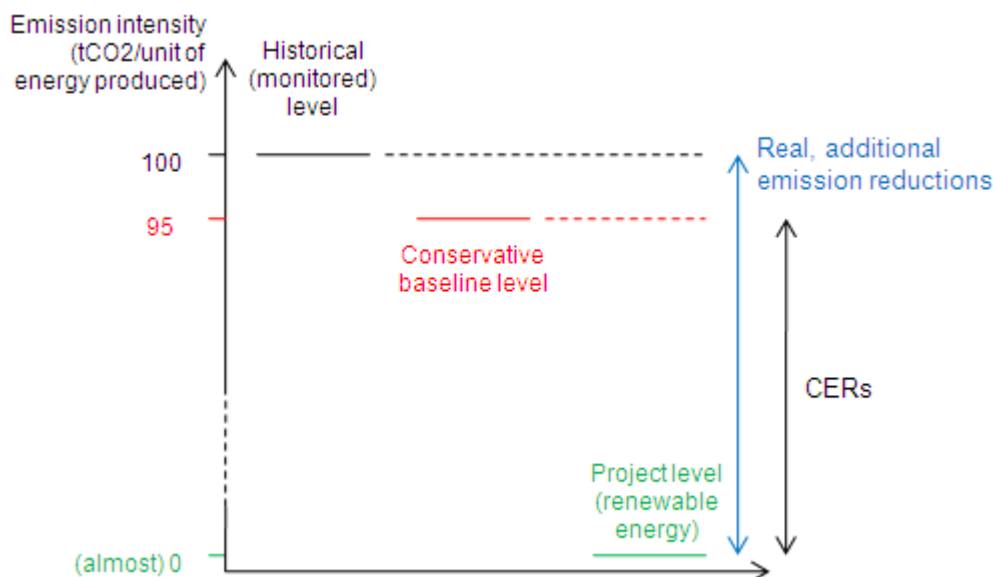 Emission intensity
(tCO2/unit of
energy produced)
Historical
(monitored)
level
100
Real, additional
emission reductions
95
Conservative
baseline level
CERs
Project level
(renewable
energy)
(almost) 0